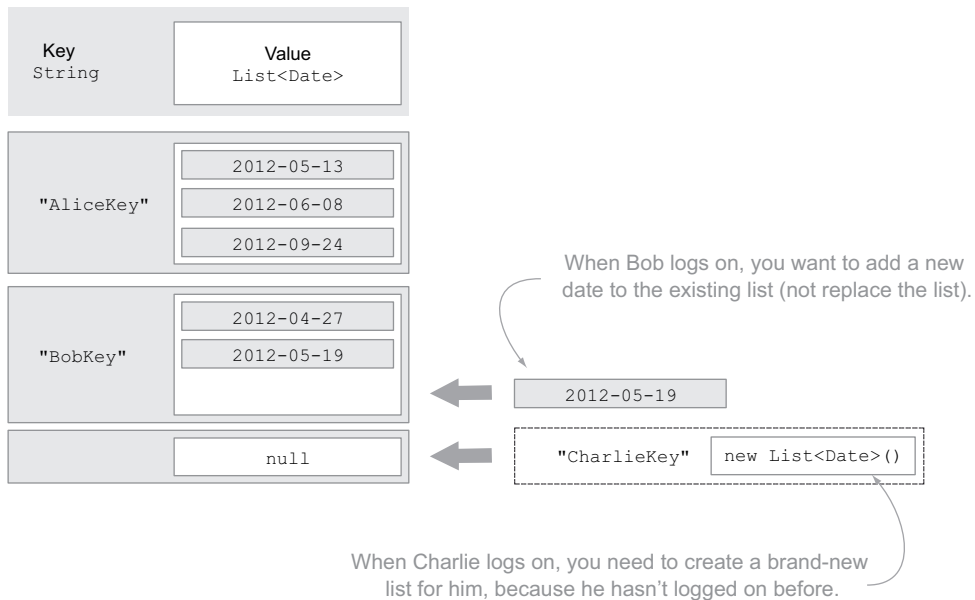 Key
String
Value
List<Date>
"AliceKey"
2012-05-13
2012-06-08
2012-09-24
When Bob logs on, you want to add a new
date to the existing list (not replace the list).
"BobKey"
2012-04-27
2012-05-19
2012-05-19
null
"CharlieKey"
new List<Date>()
When Charlie logs on, you need to create a brand-new
list for him, because he hasn’t logged on before.